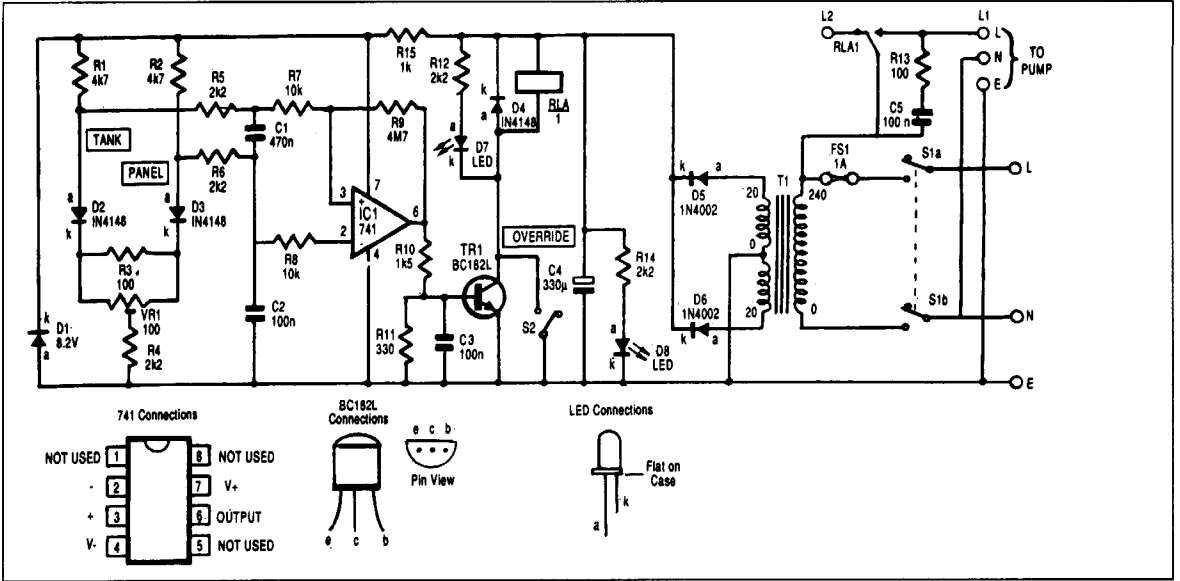 L2
L1
RLA1
L
N
E
TO
PUMP
R13
100
C5
100 n
R1
4k7
R2
4k7
R5
2k2
R7
10k
R15
1k
R12
2k2
k
D4
a
IN4148
RLA
1
C1
470n
R9
4M7
TANK
R6
2k2
PANEL
a
D7
k
LED
a
D2
k
IN4148
a
D3
k
IN4148
3
+
7
IC1
741
6
2
-
4
R8
10k
R3
100
VR1
100
R4
2k2
k
D1
a
8.2V
C2
100n
R10
1k5
R11
330
C3
100n
TR1
BC182L
OVERRIDE
S2
C4
330µ
R14
2k2
a
k
D8
LED
k
a
D5
1N4002
D6
1N4002
k
a
20
0
20
T1
240
0
FS1
1A
S1a
S1b
L
N
E
741 Connections
NOT USED 1
8 NOT USED
- 2
7 V+
+ 3
6 OUTPUT
V- 4
5 NOT USED
BC182L
Connections
e c b
e c b
Pin View
LED Connections
Flat on
Case
k
a